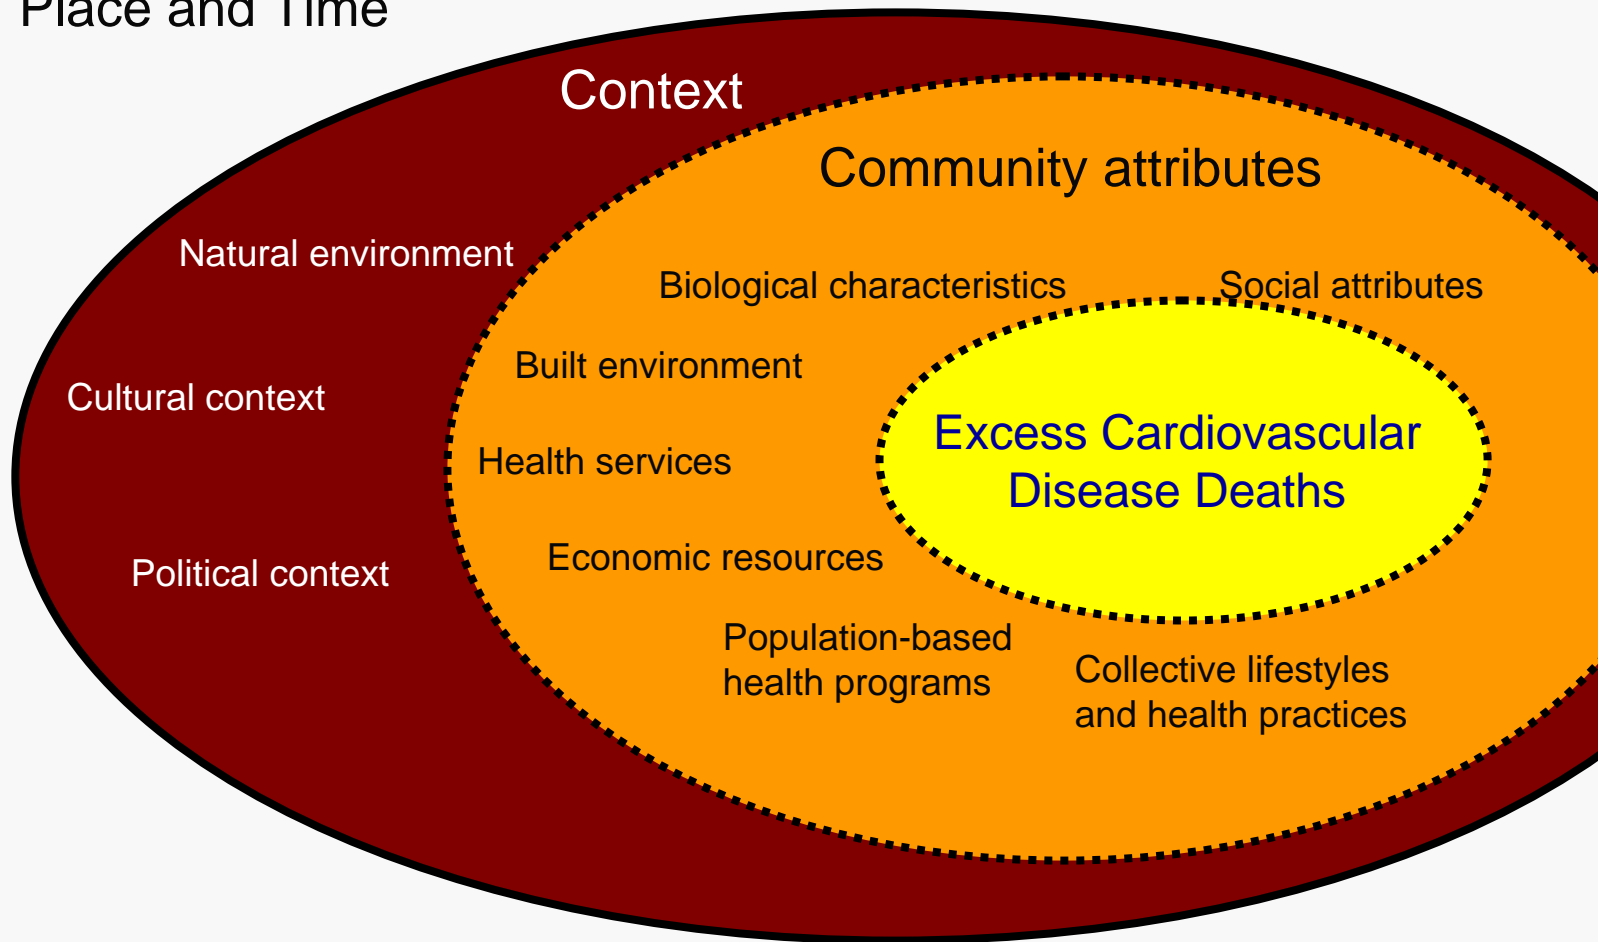 Place and Time
Context
Community attributes
Natural environment
Biological characteristics
Social attributes
Built environment
Cultural context
Excess Cardiovascular
Disease Deaths
Health services
Economic resources
Political context
Population-based
health programs
Collective lifestyles
and health practices